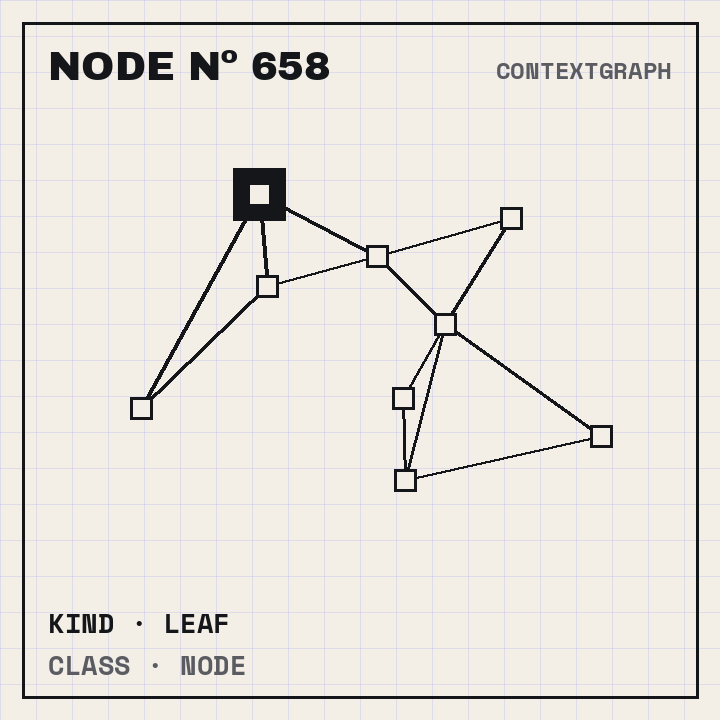 NODE Nº 658
CONTEXTGRAPH
KIND · LEAF
CLASS · NODE